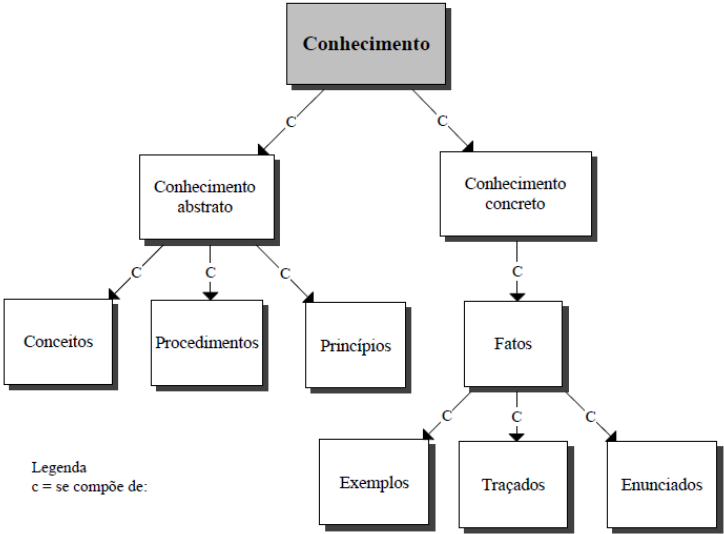 Conhecimento
C
C
Conhecimento
abstrato
Conhecimento
concreto
C
C
C
C
Conceitos
Procedimentos
Princípios
Fatos
C
C
C
Exemplos
Traçados
Enunciados
Legenda
c = se compõe de: